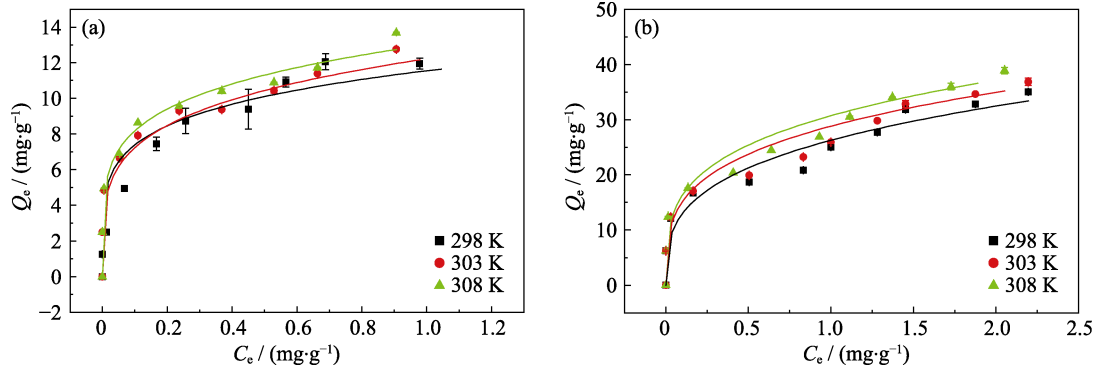 (a)
14
12
10
8
6
4
2
0
−2
Qe / (mg·g−1)
298 K
303 K
308 K
0 0.2 0.4 0.6 0.8 1.0 1.2
Ce / (mg·g−1)
(b)
50
40
30
20
10
0
Qe / (mg·g−1)
298 K
303 K
308 K
0 0.5 1.0 1.5 2.0 2.5
Ce / (mg·g−1)